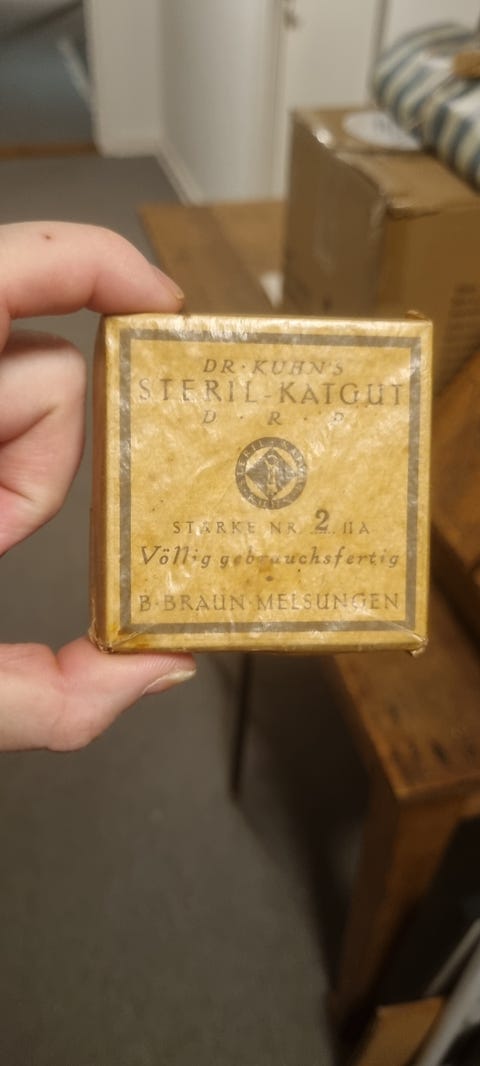 DR·KUHN'S
STERIL-KATGUT
D · R · P
STÄRKE NR. 2 IIA
Völlig gebrauchsfertig
B·BRAUN·MELSUNGEN